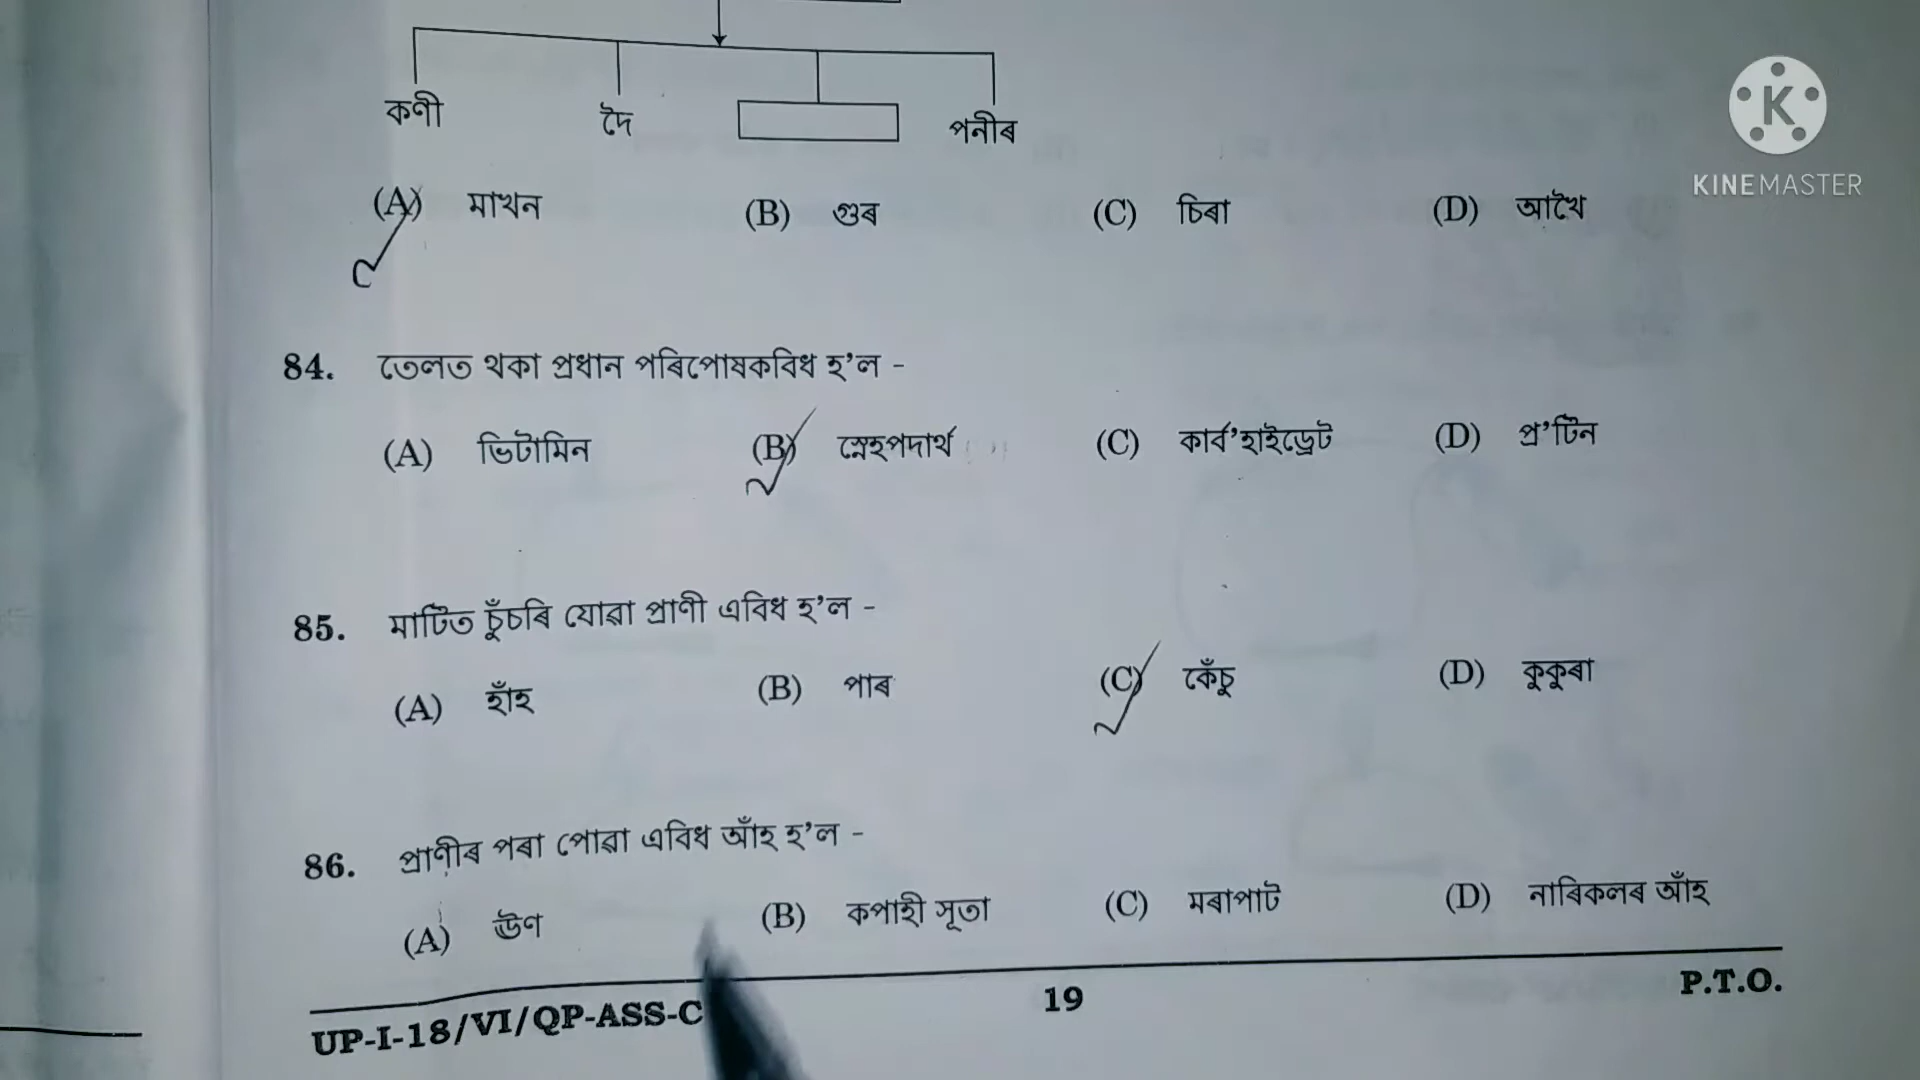 কণী দৈ পনীৰ
K
KINEMASTER
(A) মাখন (B) গুৰ (C) চিৰা (D) আখৈ
84. তেলত থকা প্ৰধান পৰিপোষকবিধ হ’ল -
(A) ভিটামিন (B) স্নেহপদাৰ্থ (C) কাৰ্ব’হাইড্ৰেট (D) প্ৰ’টিন
85. মাটিত চুঁচৰি যোৱা প্ৰাণী এবিধ হ’ল -
(A) হাঁহ (B) পাৰ (C) কেঁচু (D) কুকুৰা
86. প্ৰাণীৰ পৰা পোৱা এবিধ আঁহ হ’ল -
(A) ঊণ (B) কপাহী সূতা (C) মৰাপাট (D) নাৰিকলৰ আঁহ
UP-I-18/VI/QP-ASS-C 19 P.T.O.